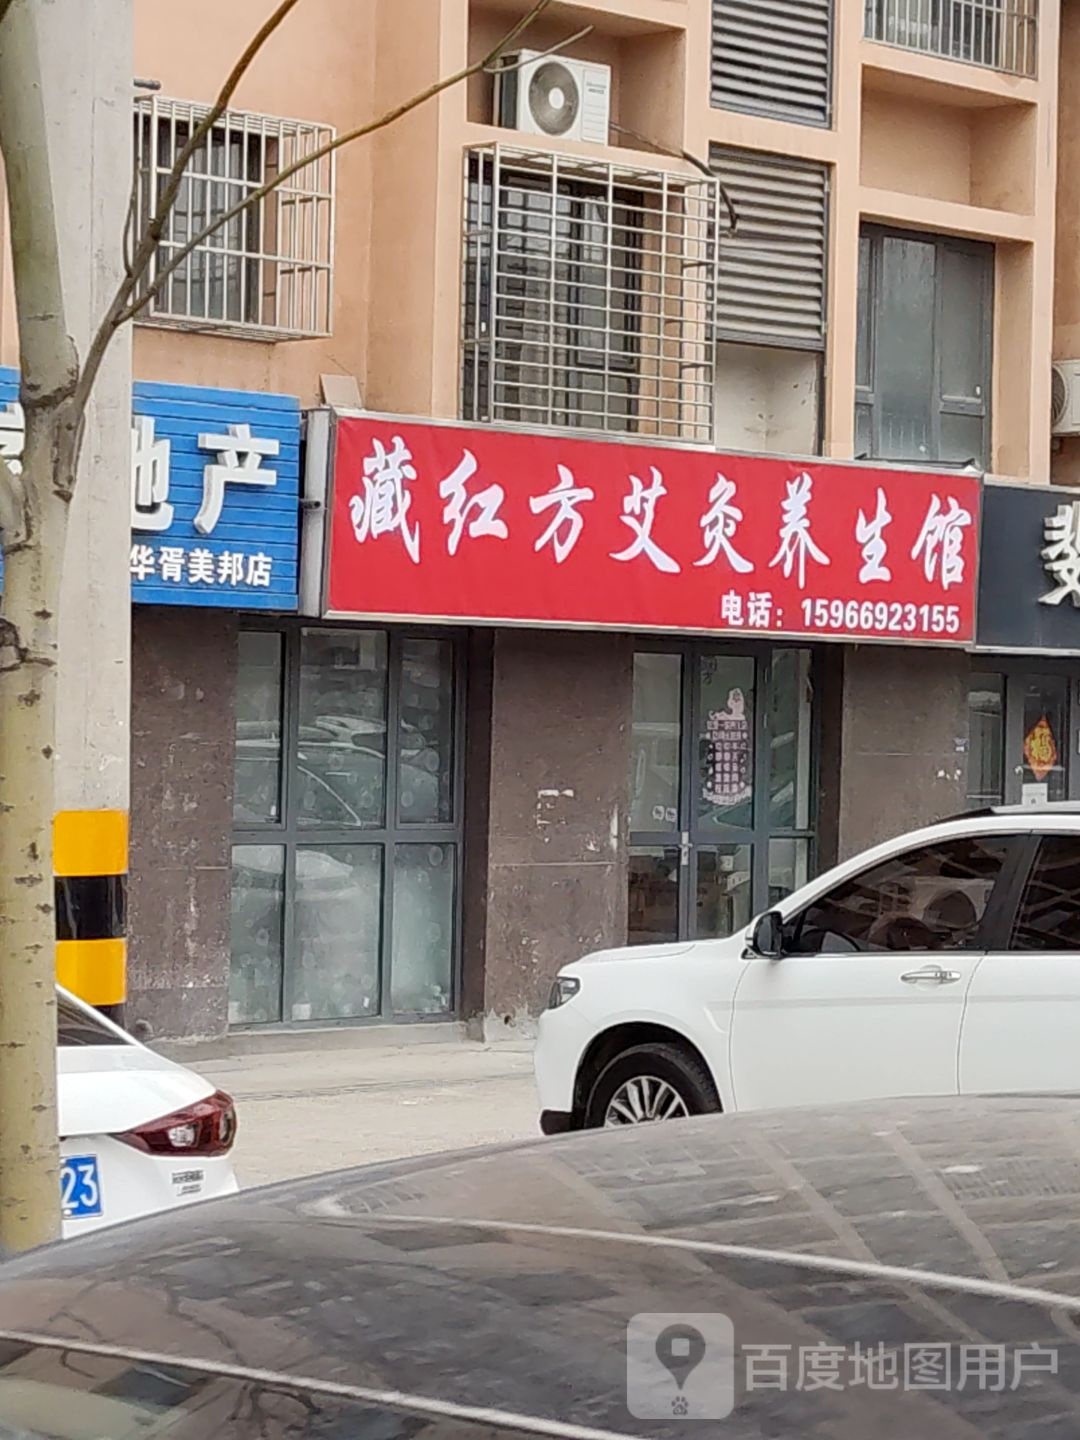 地产
华胥美邦店
藏红方艾灸养生馆
电话：15966923155
福
23
百度地图用户